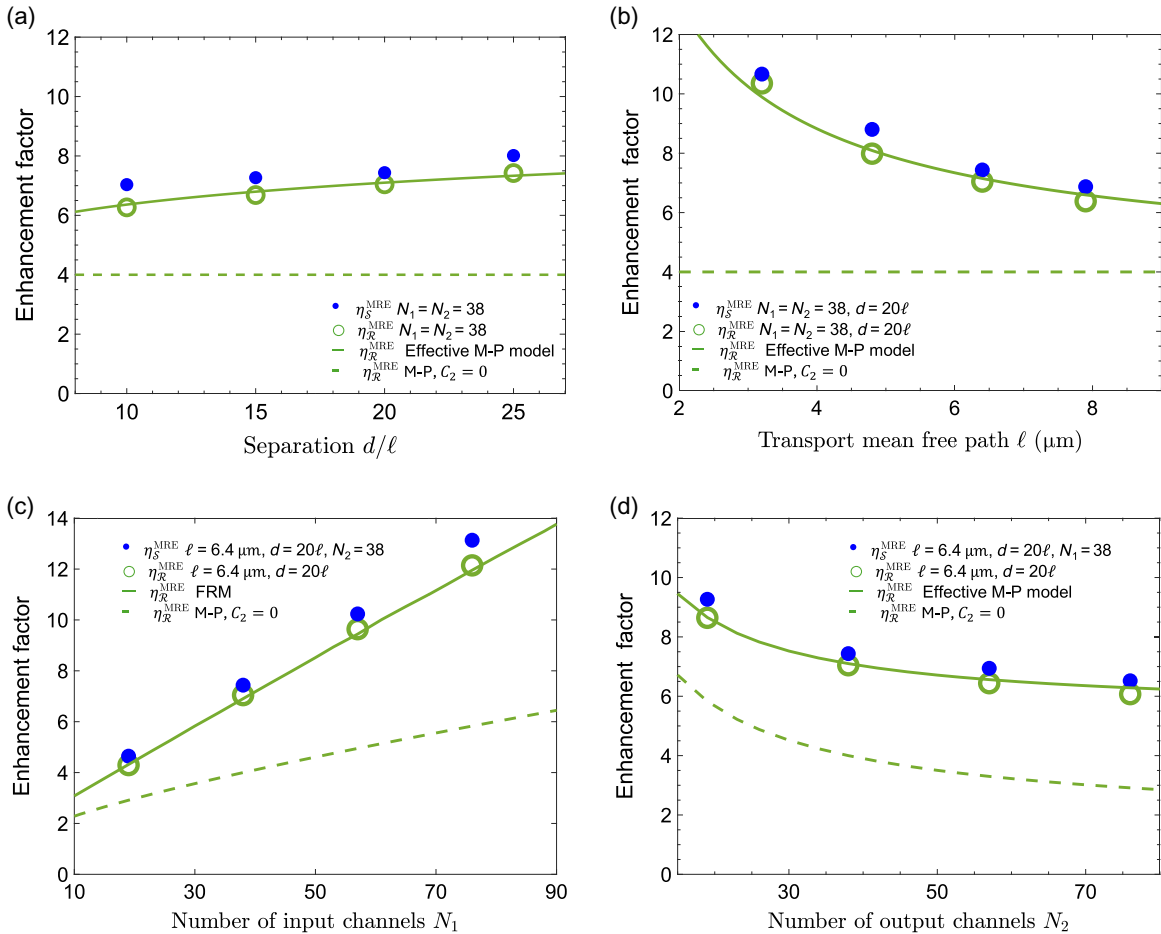 (a)
12
10
8
6
4
2
0
Enhancement factor
η_𝒮^MRE N₁ = N₂ = 38
η_ℛ^MRE N₁ = N₂ = 38
η_ℛ^MRE Effective M-P model
η_ℛ^MRE M-P, C₂ = 0
10 15 20 25
Separation d/ℓ
(b)
12
10
8
6
4
2
0
Enhancement factor
η_𝒮^MRE N₁ = N₂ = 38, d = 20ℓ
η_ℛ^MRE N₁ = N₂ = 38, d = 20ℓ
η_ℛ^MRE Effective M-P model
η_ℛ^MRE M-P, C₂ = 0
2 4 6 8
Transport mean free path ℓ (μm)
(c)
14
12
10
8
6
4
2
0
Enhancement factor
η_𝒮^MRE ℓ = 6.4 μm, d = 20ℓ, N₂ = 38
η_ℛ^MRE ℓ = 6.4 μm, d = 20ℓ
η_ℛ^MRE FRM
η_ℛ^MRE M-P, C₂ = 0
10 30 50 70 90
Number of input channels N₁
(d)
12
10
8
6
4
2
0
Enhancement factor
η_𝒮^MRE ℓ = 6.4 μm, d = 20ℓ, N₁ = 38
η_ℛ^MRE ℓ = 6.4 μm, d = 20ℓ
η_ℛ^MRE Effective M-P model
η_ℛ^MRE M-P, C₂ = 0
30 50 70
Number of output channels N₂